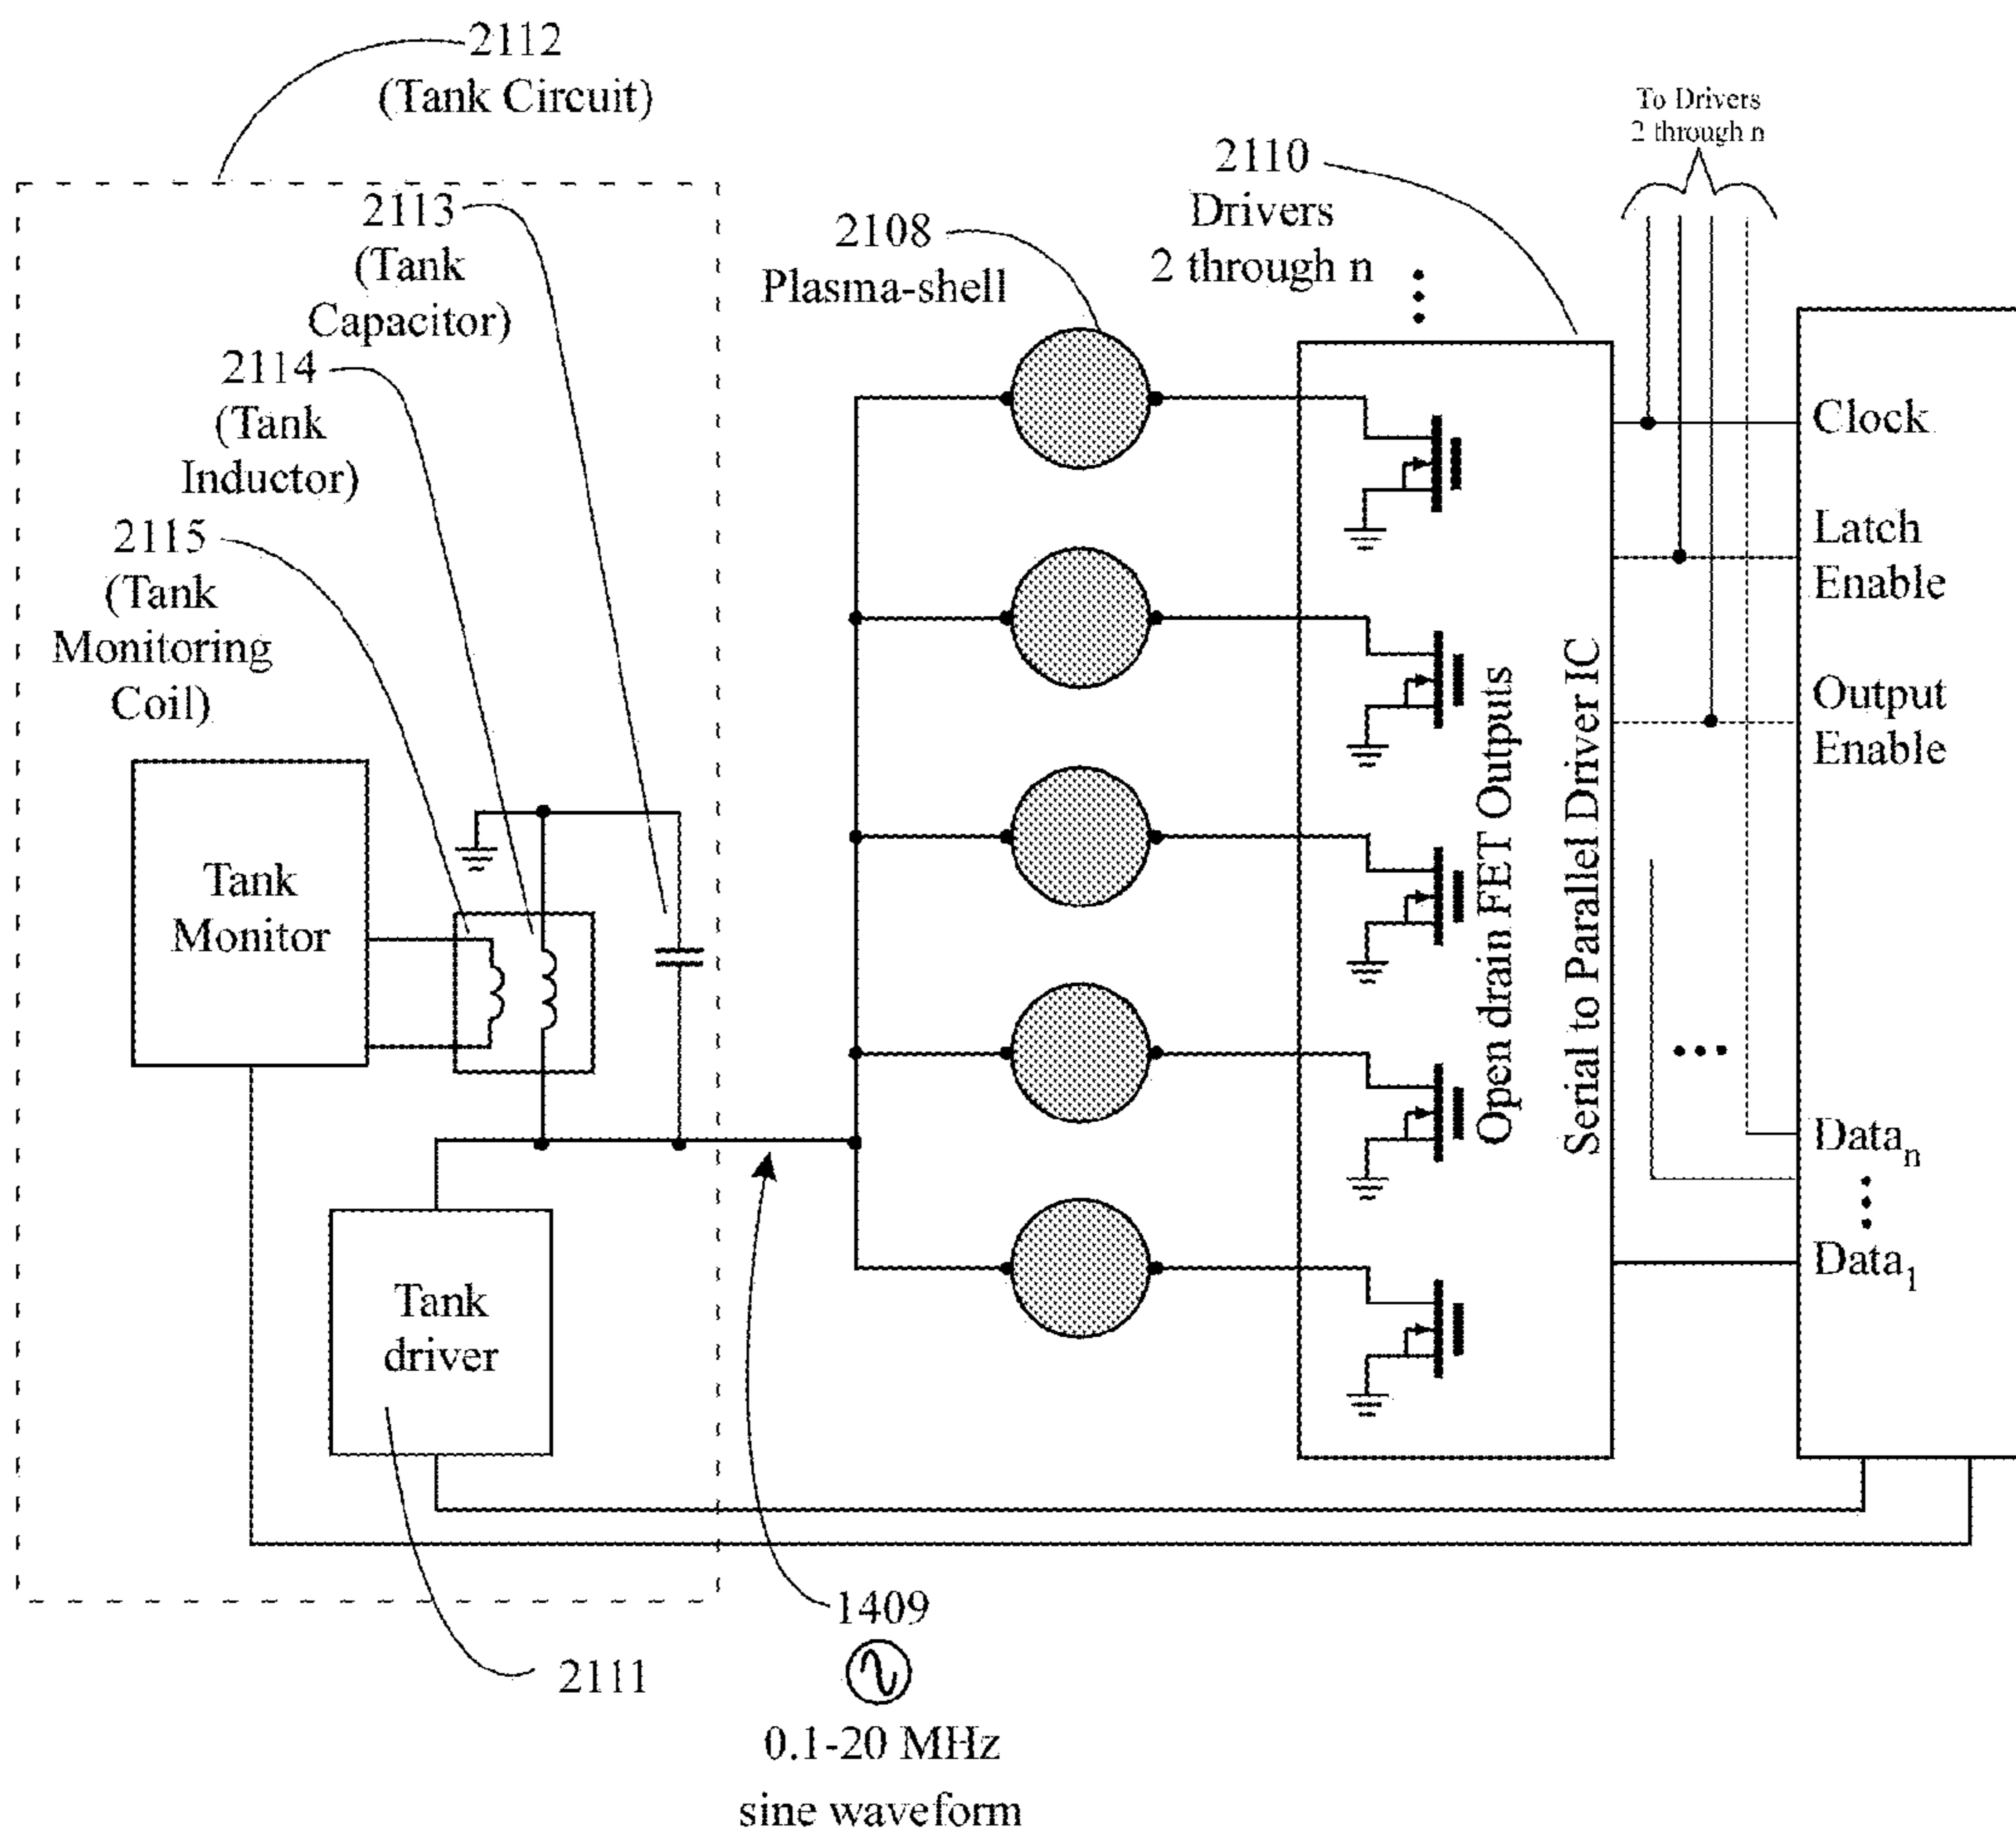 2112
(Tank Circuit)
To Drivers
2 through n
2110
Drivers
2 through n
2113
(Tank
Capacitor)
2108
Plasma-shell
2114
(Tank
Inductor)
2115
(Tank
Monitoring
Coil)
Clock
Latch
Enable
Output
Enable
Open drain FET Outputs
Serial to Parallel Driver IC
Tank
Monitor
Dataₙ
Data₁
Tank
driver
1409
2111
0.1-20 MHz
sine waveform